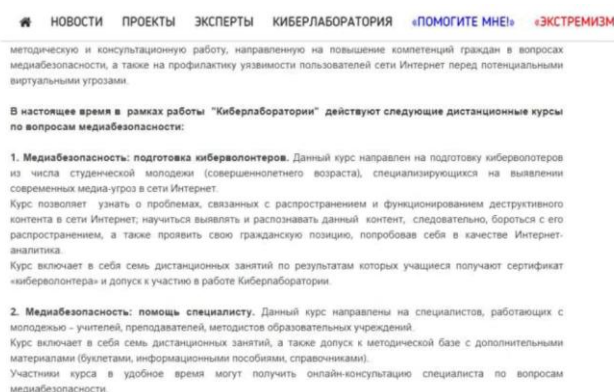 НОВОСТИ ПРОЕКТЫ ЭКСПЕРТЫ КИБЕРЛАБОРАТОРИЯ «ПОМОГИТЕ МНЕ!» «ЭКСТРЕМИЗМ
методическую и консультационную работу, направленную на повышение компетенций граждан в вопросах
медиабезопасности, а также на профилактику уязвимости пользователей сети Интернет перед потенциальными
виртуальными угрозами.
В настоящее время в рамках работы "Киберлаборатории" действуют следующие дистанционные курсы
по вопросам медиабезопасности:
1. Медиабезопасность: подготовка киберволонтеров. Данный курс направлен на подготовку киберволотеров
из числа студенческой молодежи (совершеннолетнего возраста), специализирующихся на выявлении
современных медиа-угроз в сети Интернет.
Курс позволяет узнать о проблемах, связанных с распространением и функционированием деструктивного
контента в сети Интернет; научиться выявлять и распознавать данный контент, следовательно, бороться с его
распространением, а также проявить свою гражданскую позицию, попробовав себя в качестве Интернет-
аналитика.
Курс включает в себя семь дистанционных занятий по результатам которых учащиеся получают сертификат
«киберволонтера» и допуск к участию в работе Киберлаборатории.
2. Медиабезопасность: помощь специалисту. Данный курс направлены на специалистов, работающих с
молодежью – учителей, преподавателей, методистов образовательных учреждений.
Курс включает в себя семь дистанционных занятий, а также допуск к методической базе с дополнительными
материалами (буклетами, информационными пособиями, справочниками).
Участники курса в удобное время могут получить онлайн-консультацию специалиста по вопросам
медиабезопасности.